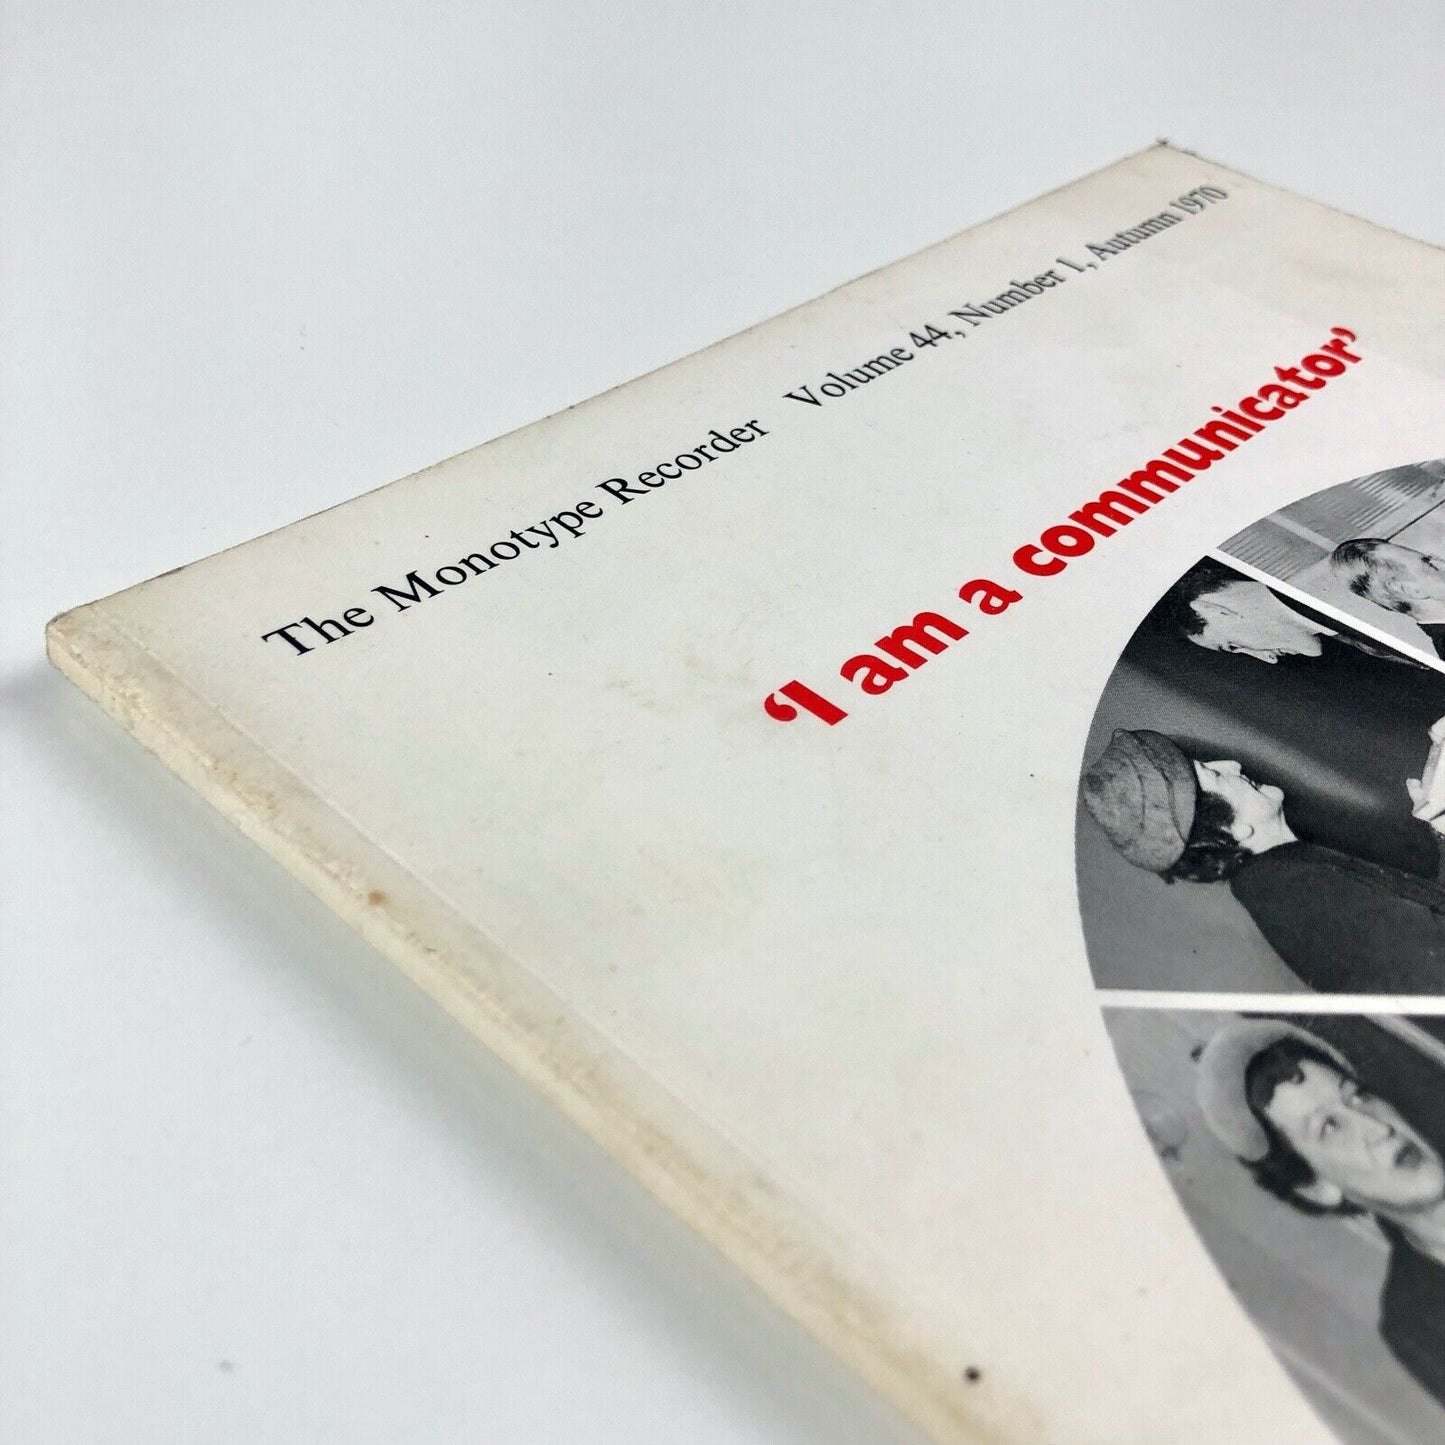 The Monotype Recorder Volume 44, Number 1, Autumn 1970
‘I am a communicator’